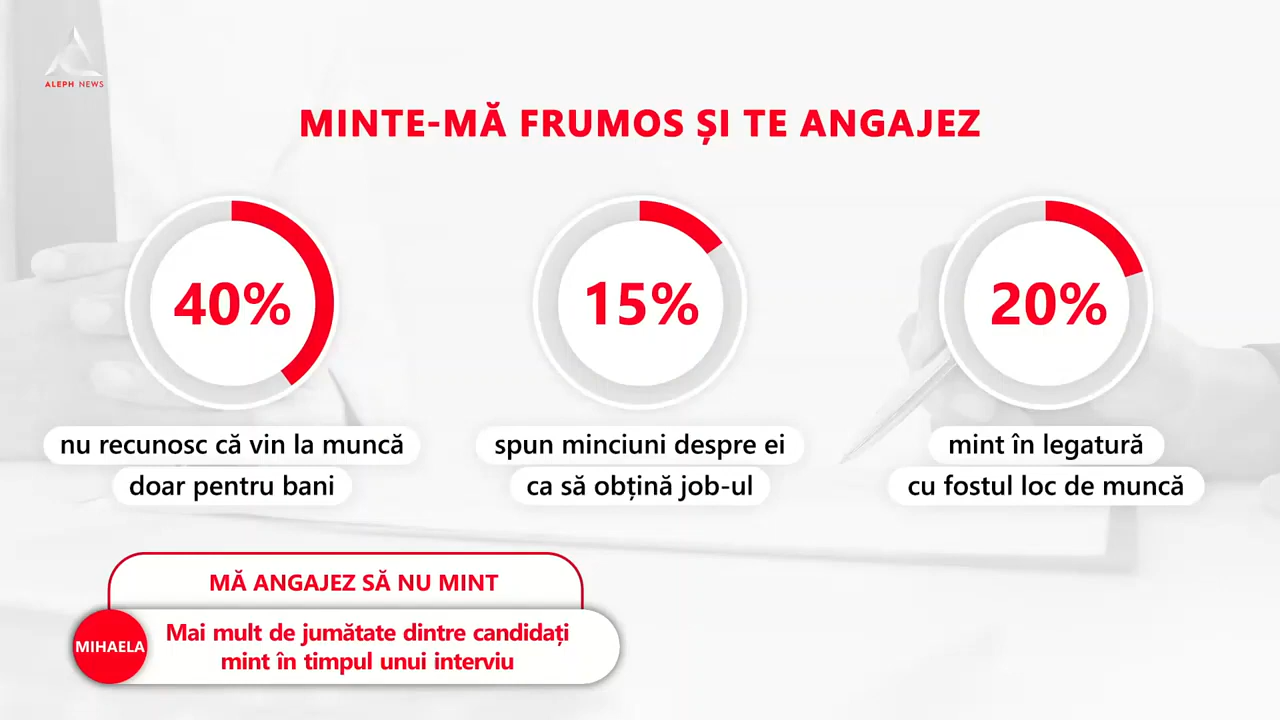 ALEPH NEWS
MINTE-MĂ FRUMOS ȘI TE ANGAJEZ
40%
nu recunosc că vin la muncă
doar pentru bani
15%
spun minciuni despre ei
ca să obțină job-ul
20%
mint în legatură
cu fostul loc de muncă
MĂ ANGAJEZ SĂ NU MINT
MIHAELA
Mai mult de jumătate dintre candidați
mint în timpul unui interviu